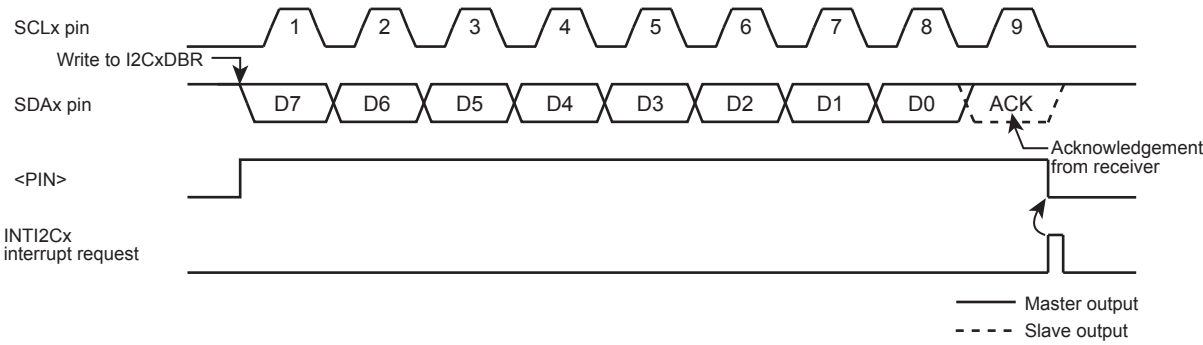 SCLx pin
1 2 3 4 5 6 7 8 9
Write to I2CxDBR
SDAx pin
D7 D6 D5 D4 D3 D2 D1 D0 ACK
Acknowledgement
from receiver
<PIN>
INTI2Cx
interrupt request
Master output
Slave output